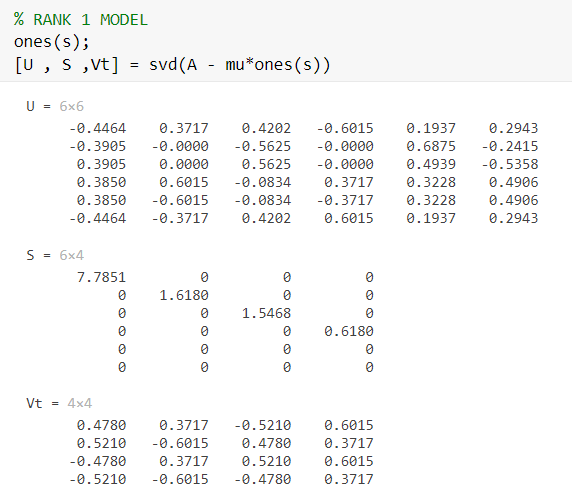 % RANK 1 MODEL
ones(s);
[U , S ,Vt] = svd(A - mu*ones(s))
U = 6×6
-0.4464 0.3717 0.4202 -0.6015 0.1937 0.2943
-0.3905 -0.0000 -0.5625 -0.0000 0.6875 -0.2415
0.3905 0.0000 0.5625 -0.0000 0.4939 -0.5358
0.3850 0.6015 -0.0834 0.3717 0.3228 0.4906
0.3850 -0.6015 -0.0834 -0.3717 0.3228 0.4906
-0.4464 -0.3717 0.4202 0.6015 0.1937 0.2943
S = 6×4
7.7851 0 0 0
0 1.6180 0 0
0 0 1.5468 0
0 0 0 0.6180
0 0 0 0
0 0 0 0
Vt = 4×4
0.4780 0.3717 -0.5210 0.6015
0.5210 -0.6015 0.4780 0.3717
-0.4780 0.3717 0.5210 0.6015
-0.5210 -0.6015 -0.4780 0.3717